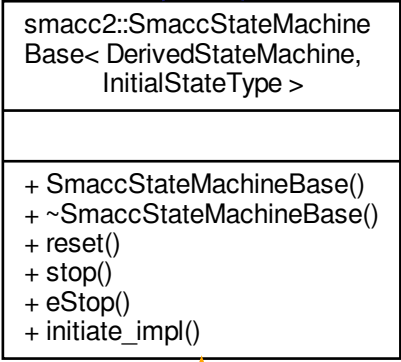 smacc2::SmaccStateMachine
Base< DerivedStateMachine,
InitialStateType >
+ SmaccStateMachineBase()
+ ~SmaccStateMachineBase()
+ reset()
+ stop()
+ eStop()
+ initiate_impl()